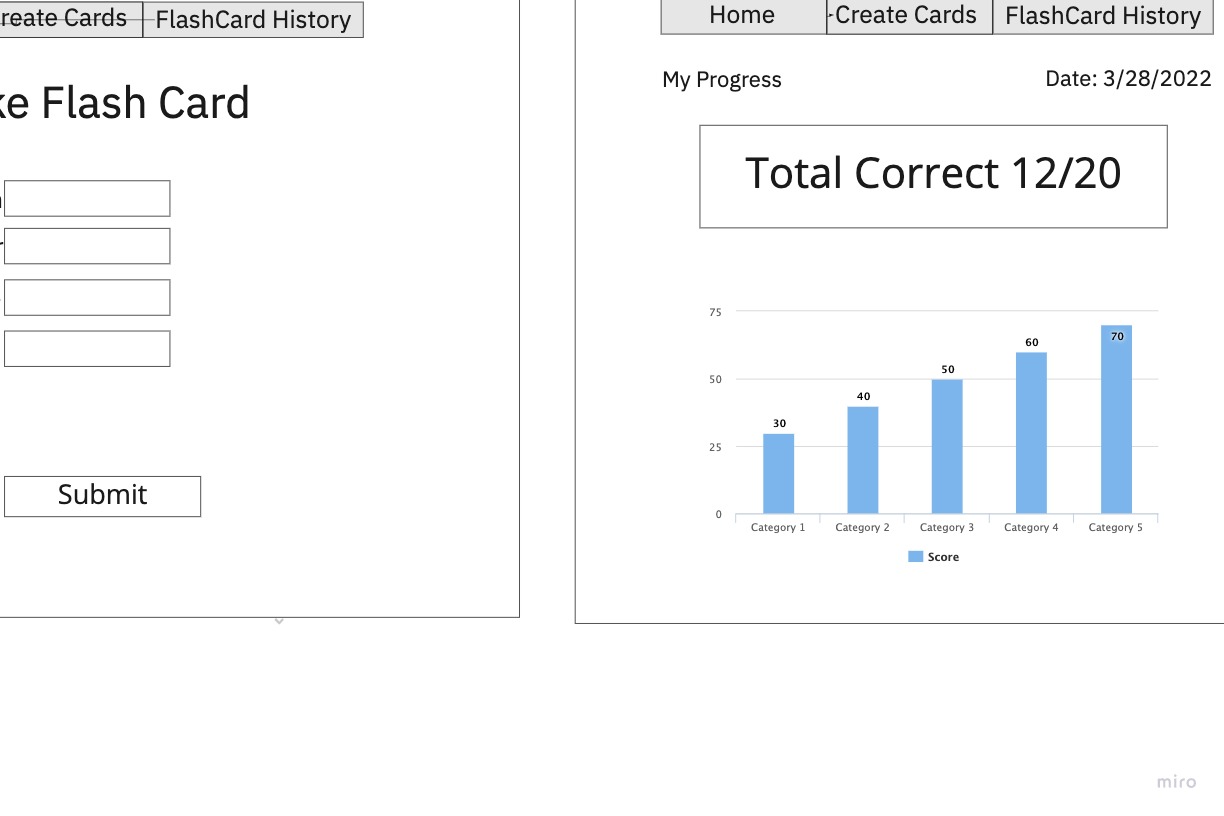 reate Cards
FlashCard History
ke Flash Card
Submit
Home
Create Cards
FlashCard History
My Progress
Date: 3/28/2022
Total Correct 12/20
75
50
25
0
30
40
50
60
70
Category 1
Category 2
Category 3
Category 4
Category 5
Score
miro